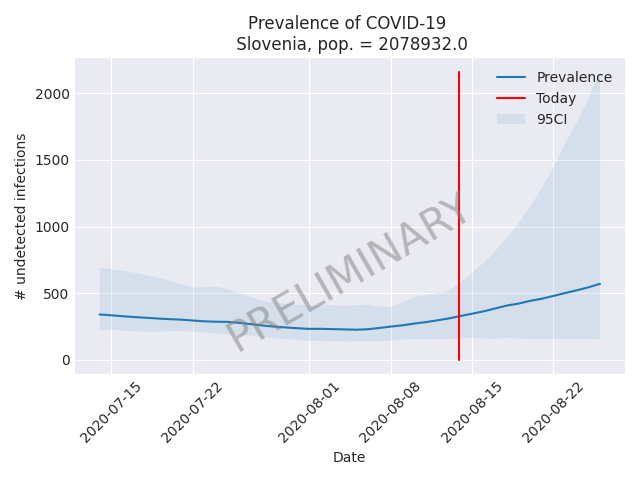 Prevalence of COVID-19
Slovenia, pop. = 2078932.0
2000
1500
1000
500
0
# undetected infections
Prevalence
Today
95CI
PRELIMINARY
2020-07-15
2020-07-22
2020-08-01
2020-08-08
2020-08-15
2020-08-22
Date